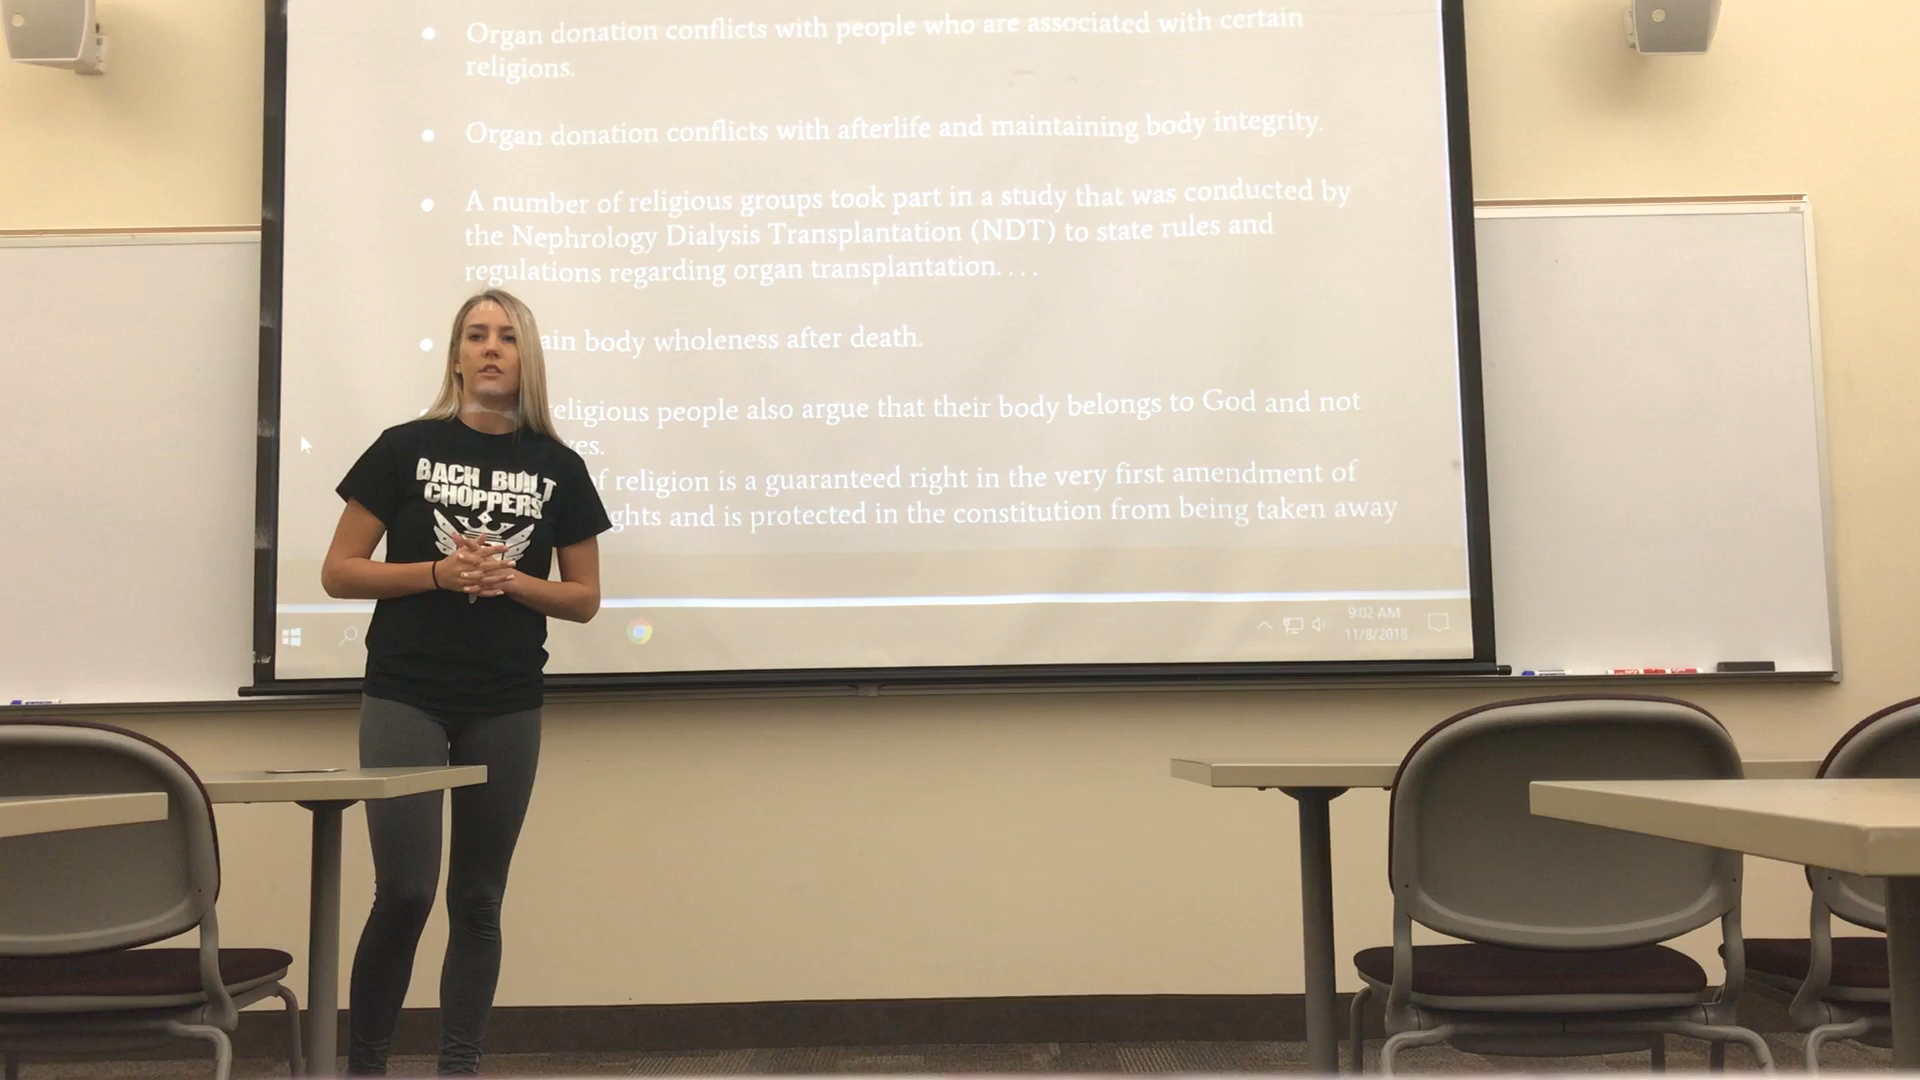 Organ donation conflicts with people who are associated with certain
religions.
Organ donation conflicts with afterlife and maintaining body integrity.
A number of religious groups took part in a study that was conducted by
the Nephrology Dialysis Transplantation (NDT) to state rules and
regulations regarding organ transplantation. . . .
body wholeness after death.
religious people also argue that their body belongs to God and not
of religion is a guaranteed right in the very first amendment of
and is protected in the constitution from being taken away
BACH BUILT
CHOPPERS
9:02 AM
11/8/2018